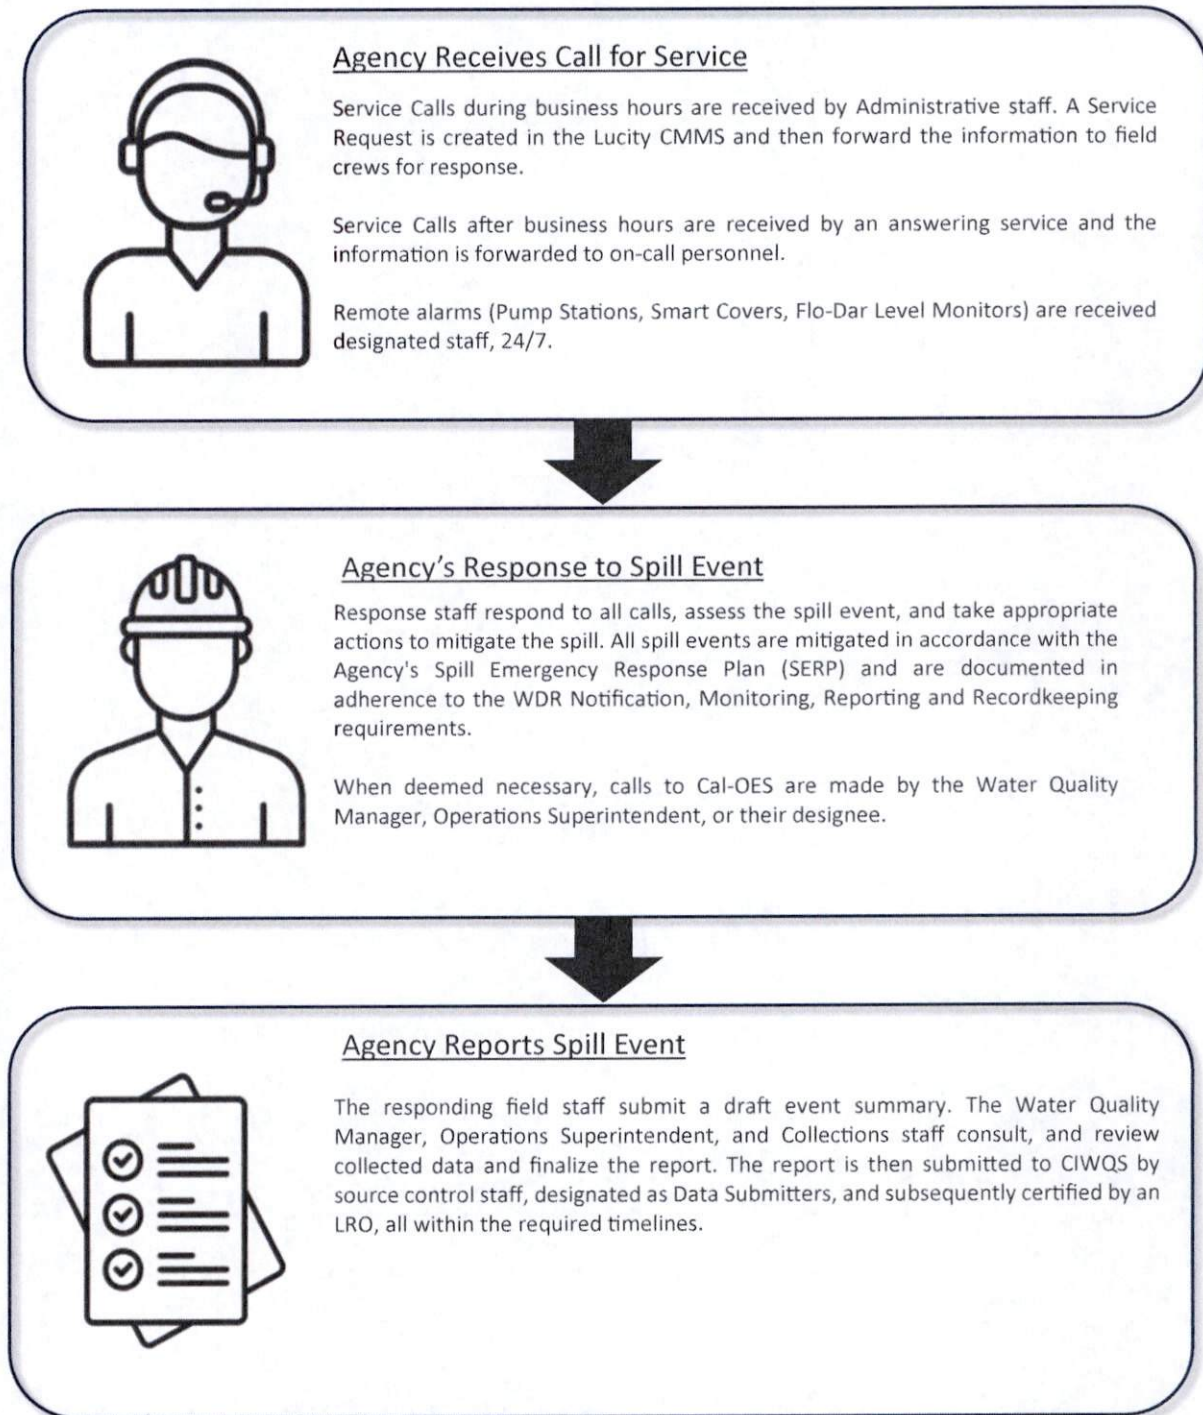 Agency Receives Call for Service
Service Calls during business hours are received by Administrative staff. A Service
Request is created in the Lucity CMMS and then forward the information to field
crews for response.
Service Calls after business hours are received by an answering service and the
information is forwarded to on-call personnel.
Remote alarms (Pump Stations, Smart Covers, Flo-Dar Level Monitors) are received
designated staff, 24/7.
Agency's Response to Spill Event
Response staff respond to all calls, assess the spill event, and take appropriate
actions to mitigate the spill. All spill events are mitigated in accordance with the
Agency's Spill Emergency Response Plan (SERP) and are documented in
adherence to the WDR Notification, Monitoring, Reporting and Recordkeeping
requirements.
When deemed necessary, calls to Cal-OES are made by the Water Quality
Manager, Operations Superintendent, or their designee.
Agency Reports Spill Event
The responding field staff submit a draft event summary. The Water Quality
Manager, Operations Superintendent, and Collections staff consult, and review
collected data and finalize the report. The report is then submitted to CIWQS by
source control staff, designated as Data Submitters, and subsequently certified by an
LRO, all within the required timelines.